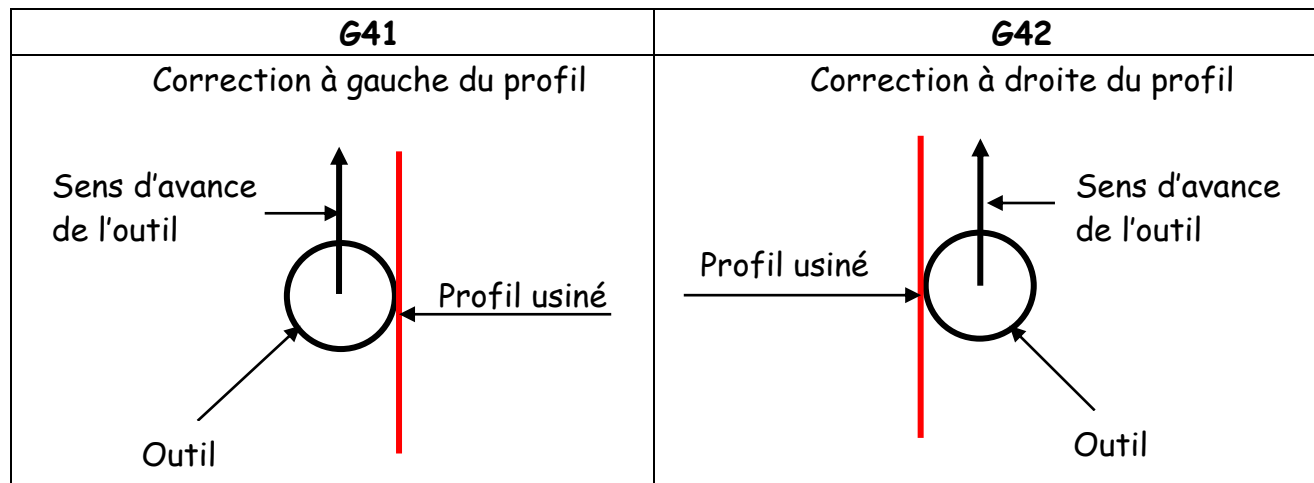 G41
G42
Correction à gauche du profil
Correction à droite du profil
Sens d'avance
de l'outil
Profil usiné
Outil
Sens d'avance
de l'outil
Profil usiné
Outil